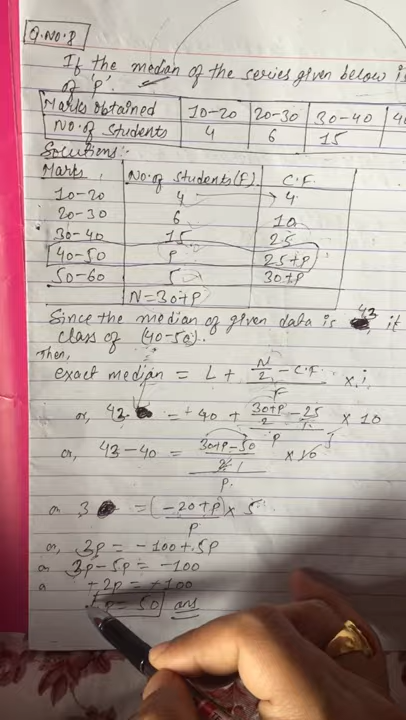 Q.No.8
If the median of the series given below i
of 'p'.
Marks obtained 10-20 20-30 30-40 40
No. of students 4 6 15
Solutions:-
Marks No. of students (F) C.F.
10-20 4 4
20-30 6 10
30-40 15 25
40-50 p 25+p
50-60 5 30+p
N=30+p
Since the median of given data is 43, it
class of (40-50).
Then,
exact median = L + N/2 - C.F. / F × i
or, 43 = 40 + 30+p/2 - 25 / p × 10
or, 43-40 = 30+p-50 / 2 / p × 10
or 3 = (-20+p) / p × 5
or, 3p = -100+5p
or 3p-5p = -100
or +2p = +100
p = 50 ans